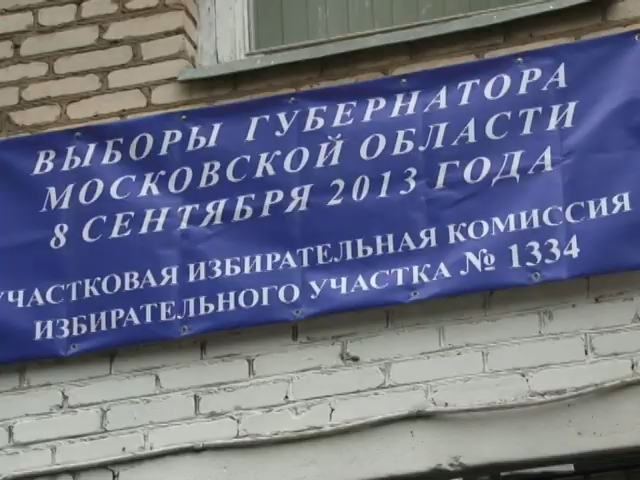 ВЫБОРЫ ГУБЕРНАТОРА
МОСКОВСКОЙ ОБЛАСТИ
8 СЕНТЯБРЯ 2013 ГОДА
УЧАСТКОВАЯ ИЗБИРАТЕЛЬНАЯ КОМИССИЯ
ИЗБИРАТЕЛЬНОГО УЧАСТКА № 1334